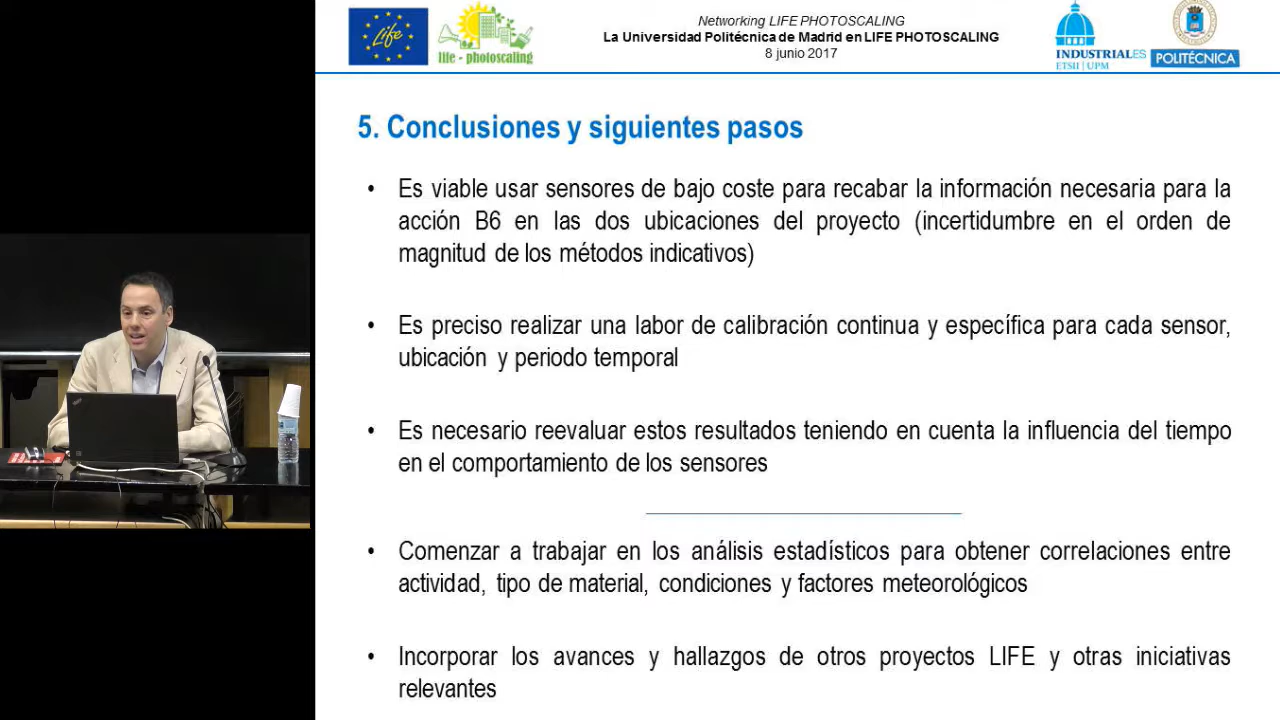 Life
life - photoscaling
Networking LIFE PHOTOSCALING
La Universidad Politécnica de Madrid en LIFE PHOTOSCALING
8 junio 2017
INDUSTRIALES
ETSII | UPM
POLITÉCNICA
5. Conclusiones y siguientes pasos
• Es viable usar sensores de bajo coste para recabar la información necesaria para la
acción B6 en las dos ubicaciones del proyecto (incertidumbre en el orden de
magnitud de los métodos indicativos)
• Es preciso realizar una labor de calibración continua y específica para cada sensor,
ubicación y periodo temporal
• Es necesario reevaluar estos resultados teniendo en cuenta la influencia del tiempo
en el comportamiento de los sensores
• Comenzar a trabajar en los análisis estadísticos para obtener correlaciones entre
actividad, tipo de material, condiciones y factores meteorológicos
• Incorporar los avances y hallazgos de otros proyectos LIFE y otras iniciativas
relevantes